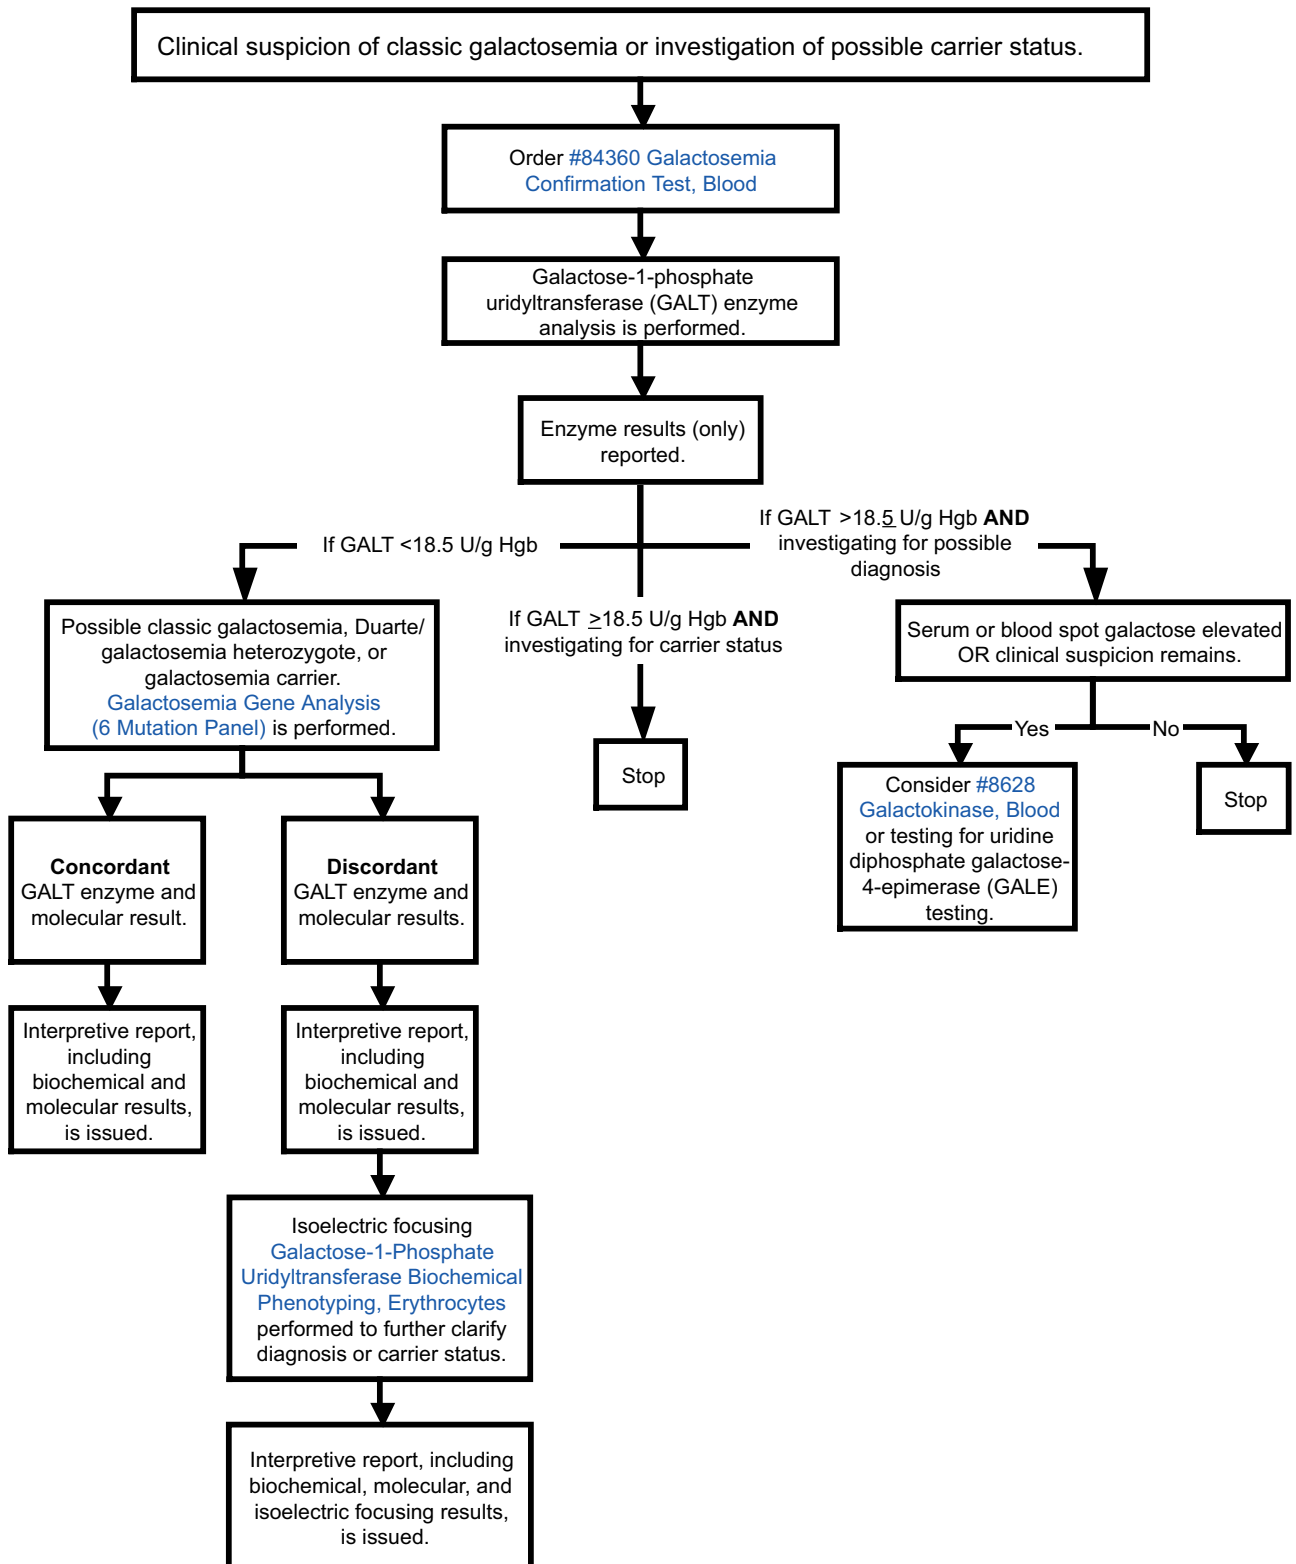 Clinical suspicion of classic galactosemia or investigation of possible carrier status.
Order #84360 Galactosemia
Confirmation Test, Blood
Galactose-1-phosphate
uridyltransferase (GALT) enzyme
analysis is performed.
Enzyme results (only)
reported.
If GALT <18.5 U/g Hgb
If GALT >18.5 U/g Hgb AND
investigating for possible
diagnosis
If GALT ≥18.5 U/g Hgb AND
investigating for carrier status
Possible classic galactosemia, Duarte/
galactosemia heterozygote, or
galactosemia carrier.
Galactosemia Gene Analysis
(6 Mutation Panel) is performed.
Serum or blood spot galactose elevated
OR clinical suspicion remains.
Yes
No
Stop
Consider #8628
Galactokinase, Blood
or testing for uridine
diphosphate galactose-
4-epimerase (GALE)
testing.
Stop
Concordant
GALT enzyme and
molecular result.
Discordant
GALT enzyme and
molecular results.
Interpretive report,
including
biochemical and
molecular results,
is issued.
Interpretive report,
including
biochemical and
molecular results,
is issued.
Isoelectric focusing
Galactose-1-Phosphate
Uridyltransferase Biochemical
Phenotyping, Erythrocytes
performed to further clarify
diagnosis or carrier status.
Interpretive report, including
biochemical, molecular, and
isoelectric focusing results,
is issued.